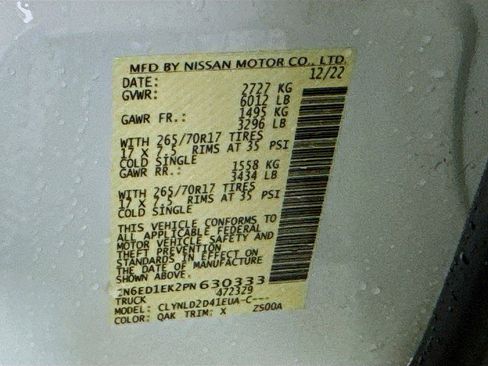 MFD BY NISSAN MOTOR CO., LTD.
DATE: 12/22
GVWR: 2727 KG
6012 LB
GAWR FR.: 1495 KG
3296 LB
WITH 265/70R17 TIRES
17 X 7.5 RIMS AT 35 PSI
COLD SINGLE
GAWR RR.: 1558 KG
3434 LB
WITH 265/70R17 TIRES
17 X 7.5 RIMS AT 35 PSI
COLD SINGLE
THIS VEHICLE CONFORMS TO
ALL APPLICABLE FEDERAL
MOTOR VEHICLE SAFETY AND
THEFT PREVENTION
STANDARDS IN EFFECT ON
THE DATE OF MANUFACTURE
SHOWN ABOVE.
1N6ED1EK2PN630333
TRUCK 472329
MODEL: CLYNLD2D41EUA-C---
COLOR: QAK TRIM: X ZS00A